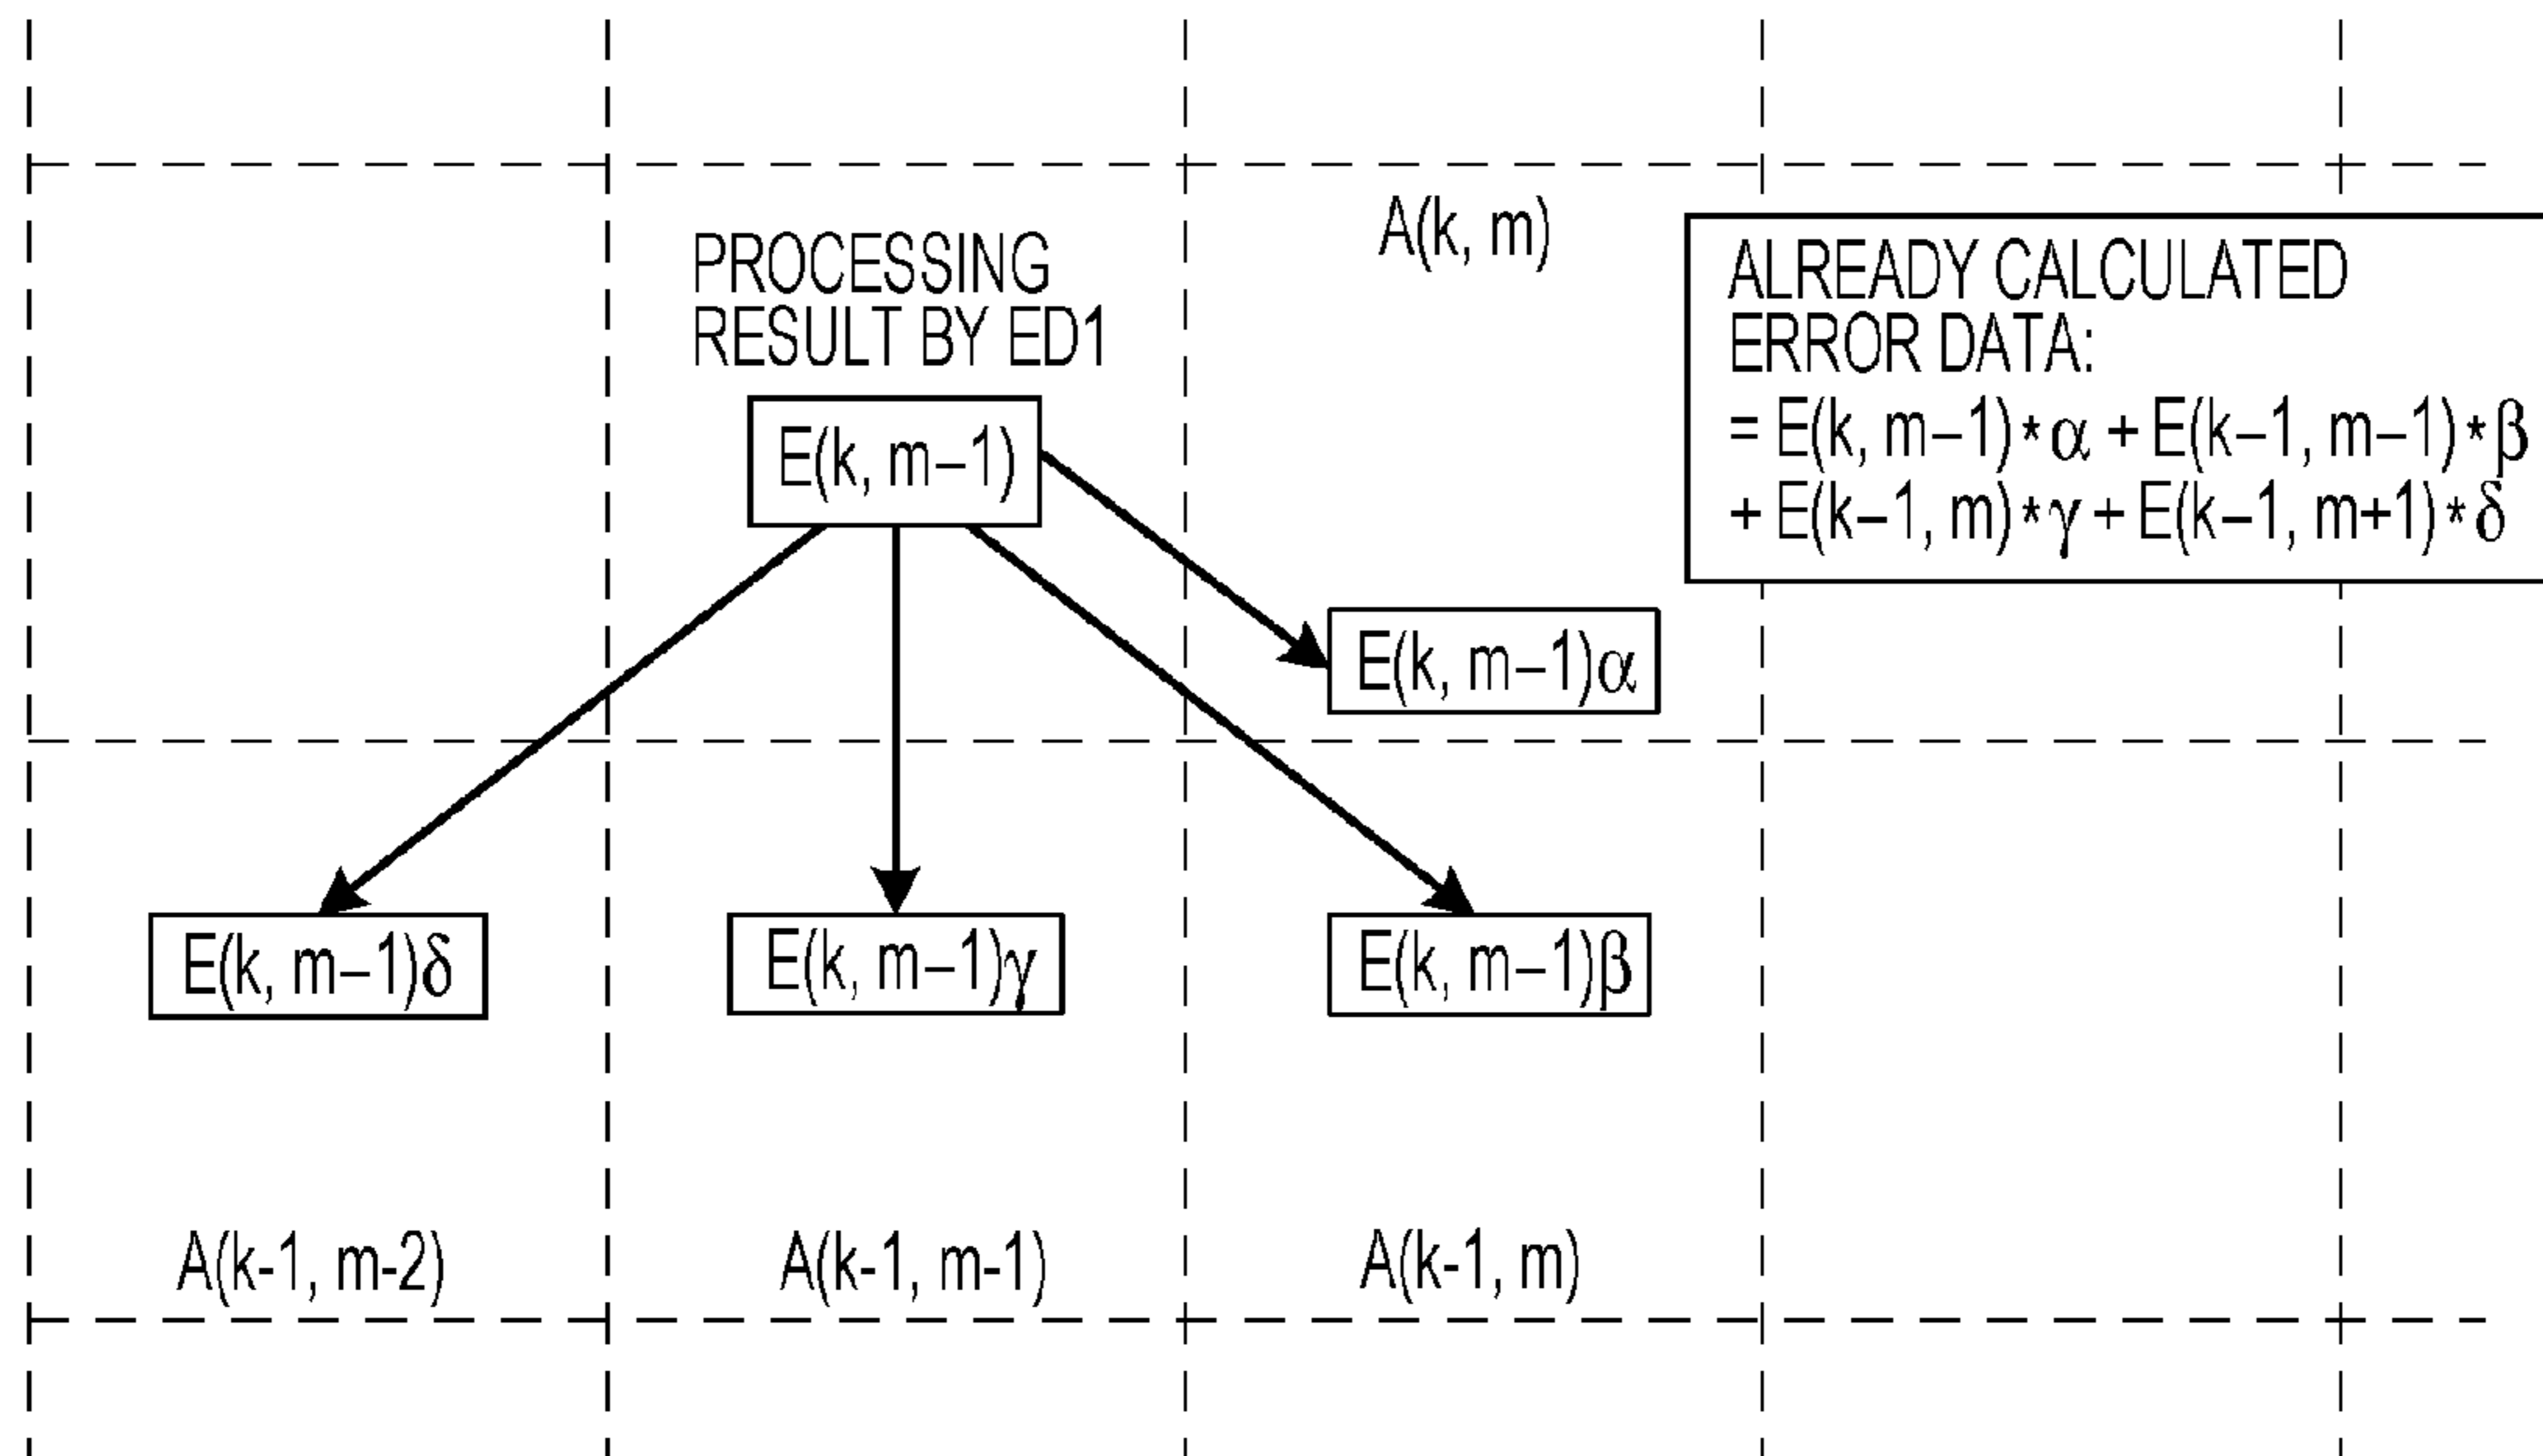 A(k, m)
PROCESSING
RESULT BY ED1
ALREADY CALCULATED
ERROR DATA:
= E(k, m−1)*α + E(k−1, m−1)*β
+ E(k−1, m)*γ + E(k−1, m+1)*δ
E(k, m−1)
E(k, m−1)α
E(k, m−1)δ
E(k, m−1)γ
E(k, m−1)β
A(k-1, m-2)
A(k-1, m-1)
A(k-1, m)